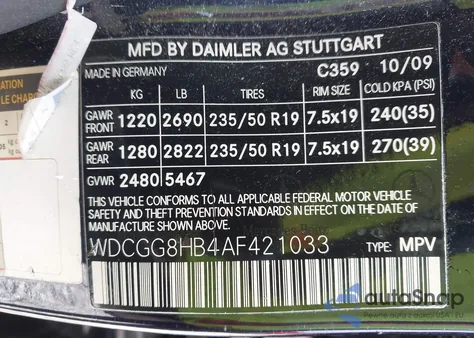 MFD BY DAIMLER AG STUTTGART
MADE IN GERMANY C359 10/09
KG LB TIRES RIM SIZE COLD KPA (PSI)
GAWR FRONT 1220 2690 235/50 R19 7.5x19 240(35)
GAWR REAR 1280 2822 235/50 R19 7.5x19 270(39)
GVWR 2480 5467
THIS VEHICLE CONFORMS TO ALL APPLICABLE FEDERAL MOTOR VEHICLE
SAFETY AND THEFT PREVENTION STANDARDS IN EFFECT ON THE DATE OF
MANUFACTURE SHOWN ABOVE.
WDCGG8HB4AF421033 TYPE: MPV
autoSnap